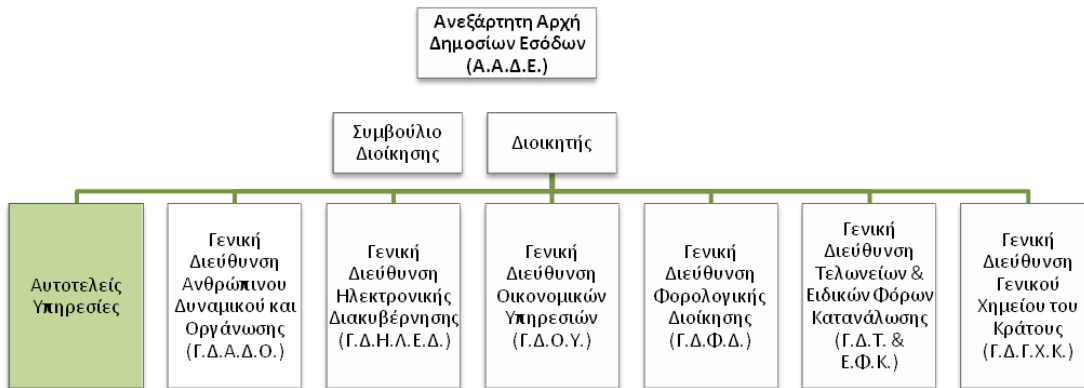 Ανεξάρτητη Αρχή
Δημοσίων Εσόδων
(Α.Α.Δ.Ε.)
Συμβούλιο
Διοίκησης
Διοικητής
Αυτοτελείς
Υπηρεσίες
Γενική
Διεύθυνση
Ανθρώπινου
Δυναμικού και
Οργάνωσης
(Γ.Δ.Α.Δ.Ο.)
Γενική
Διεύθυνση
Ηλεκτρονικής
Διακυβέρνησης
(Γ.Δ.Η.Λ.Ε.Δ.)
Γενική
Διεύθυνση
Οικονομικών
Υπηρεσιών
(Γ.Δ.Ο.Υ.)
Γενική
Διεύθυνση
Φορολογικής
Διοίκησης
(Γ.Δ.Φ.Δ.)
Γενική
Διεύθυνση
Τελωνείων &
Ειδικών Φόρων
Κατανάλωσης
(Γ.Δ.Τ. &
Ε.Φ.Κ.)
Γενική
Διεύθυνση
Γενικού
Χημείου του
Κράτους
(Γ.Δ.Γ.Χ.Κ.)